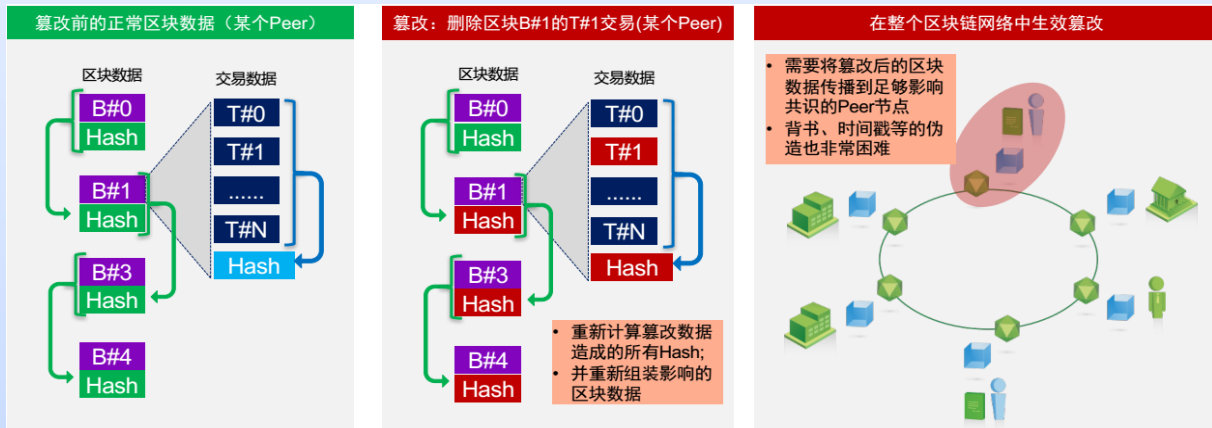 篡改前的正常区块数据（某个Peer）
区块数据
交易数据
B#0
Hash
B#1
Hash
B#3
Hash
B#4
Hash
T#0
T#1
......
T#N
Hash
篡改：删除区块B#1的T#1交易(某个Peer)
区块数据
交易数据
B#0
Hash
B#1
Hash
B#3
Hash
B#4
Hash
T#0
T#1
......
T#N
Hash
• 重新计算篡改数据
造成的所有Hash;
• 并重新组装影响的
区块数据
在整个区块链网络中生效篡改
• 需要将篡改后的区块
数据传播到足够影响
共识的Peer节点
• 背书、时间戳等的伪
造也非常困难